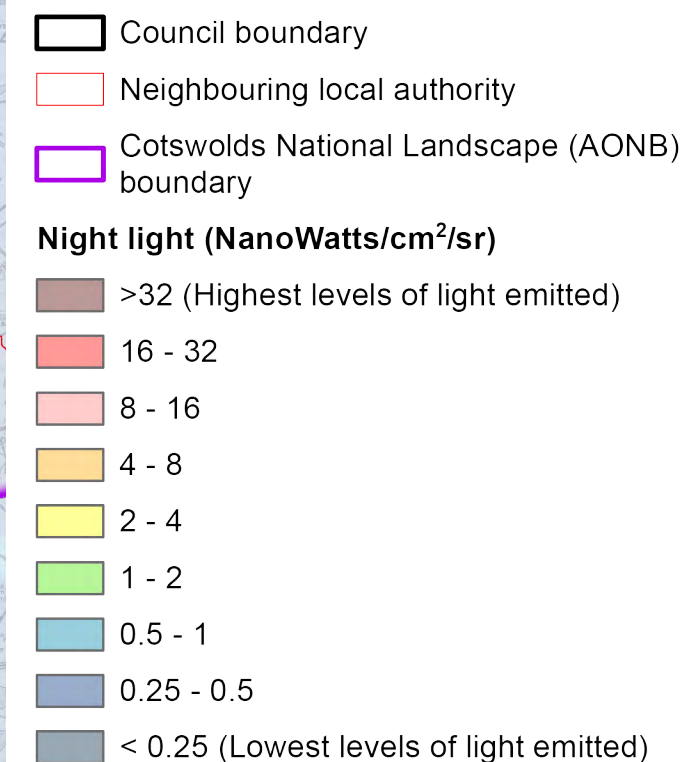 Council boundary
Neighbouring local authority
Cotswolds National Landscape (AONB)
boundary
Night light (NanoWatts/cm²/sr)
>32 (Highest levels of light emitted)
16 - 32
8 - 16
4 - 8
2 - 4
1 - 2
0.5 - 1
0.25 - 0.5
< 0.25 (Lowest levels of light emitted)